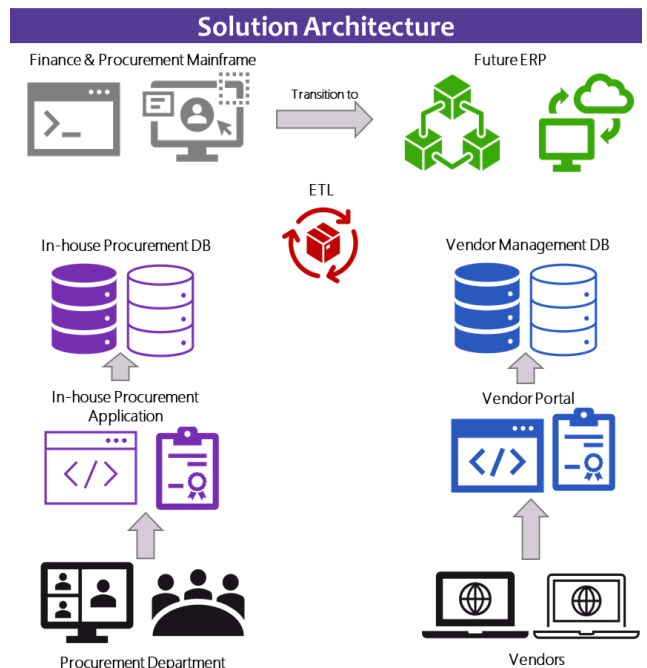 Solution Architecture
Finance & Procurement Mainframe
Future ERP
Transition to
ETL
In-house Procurement DB
Vendor Management DB
In-house Procurement
Application
Vendor Portal
Procurement Department
Vendors